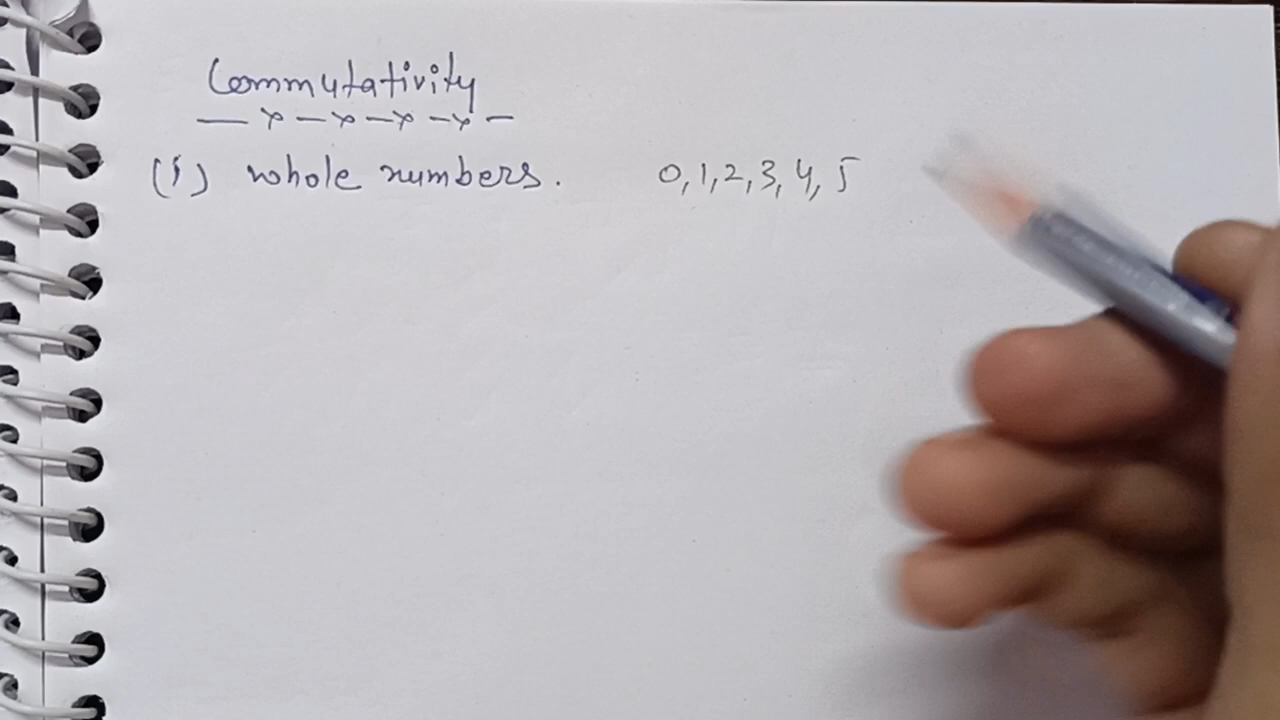 Commutativity
(i) whole numbers. 0, 1, 2, 3, 4, 5